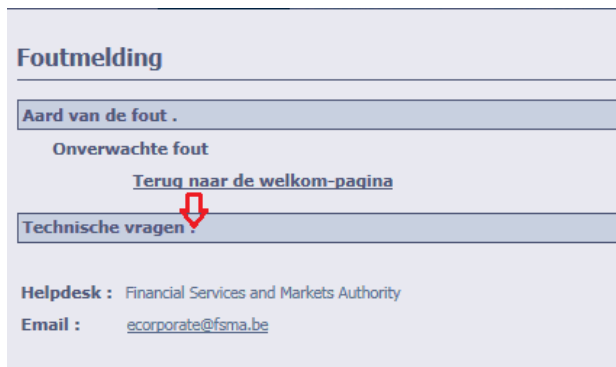 Foutmelding
Aard van de fout .
Onverwachte fout
Terug naar de welkom-pagina
Technische vragen :
Helpdesk : Financial Services and Markets Authority
Email : ecorporate@fsma.be